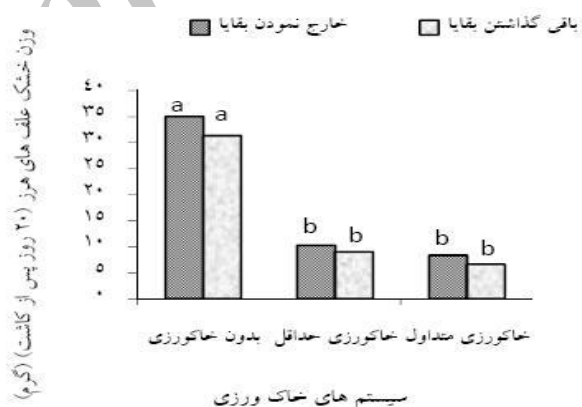 باقی گذاشتن بقایا
خارج نمودن بقایا
وزن خشک علف های هرز (۲۰ روز پس از کاشت) (گرم)
۴۰
۳۵
۳۰
۲۵
۲۰
۱۵
۱۰
۵
۰
a
a
b
b
b
b
بدون خاکورزی
خاکورزی حداقل
خاکورزی متداول
سیستم های خاک ورزی